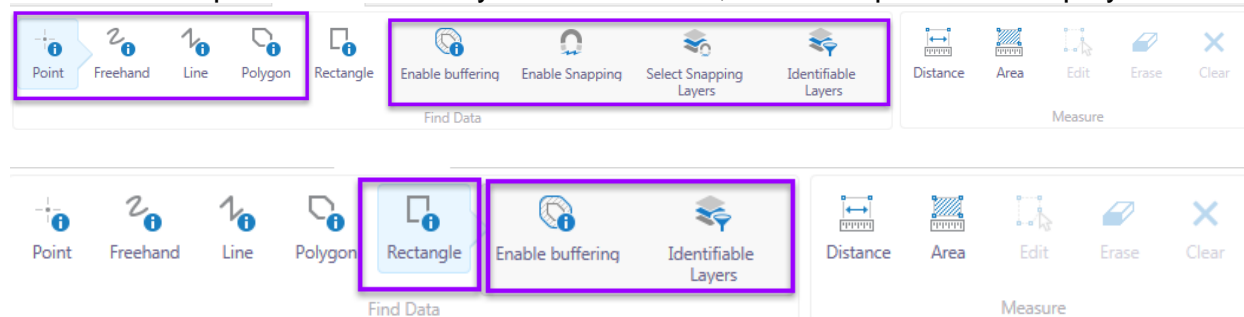 Point Freehand Line Polygon Rectangle Enable buffering Enable Snapping Select Snapping Layers Identifiable Layers Distance Area Edit Erase Clear
Find Data Measure
Point Freehand Line Polygon Rectangle Enable buffering Identifiable Layers Distance Area Edit Erase Clear
Find Data Measure